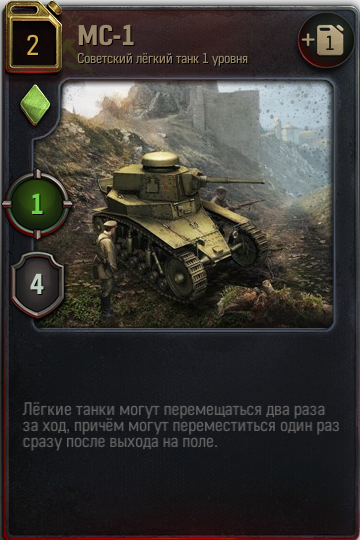 2
МС-1
Советский лёгкий танк 1 уровня
+1
1
4
Лёгкие танки могут перемещаться два раза
за ход, причём могут переместиться один раз
сразу после выхода на поле.